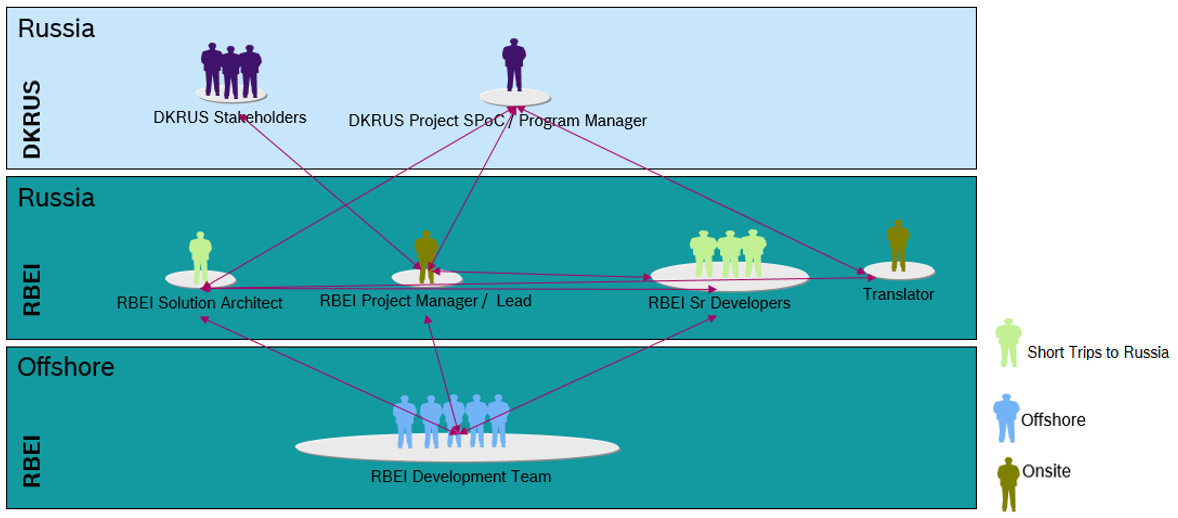 Russia
DKRUS
DKRUS Stakeholders
DKRUS Project SPoC / Program Manager
Russia
RBEI
RBEI Solution Architect
RBEI Project Manager / Lead
RBEI Sr Developers
Translator
Offshore
RBEI
RBEI Development Team
Short Trips to Russia
Offshore
Onsite